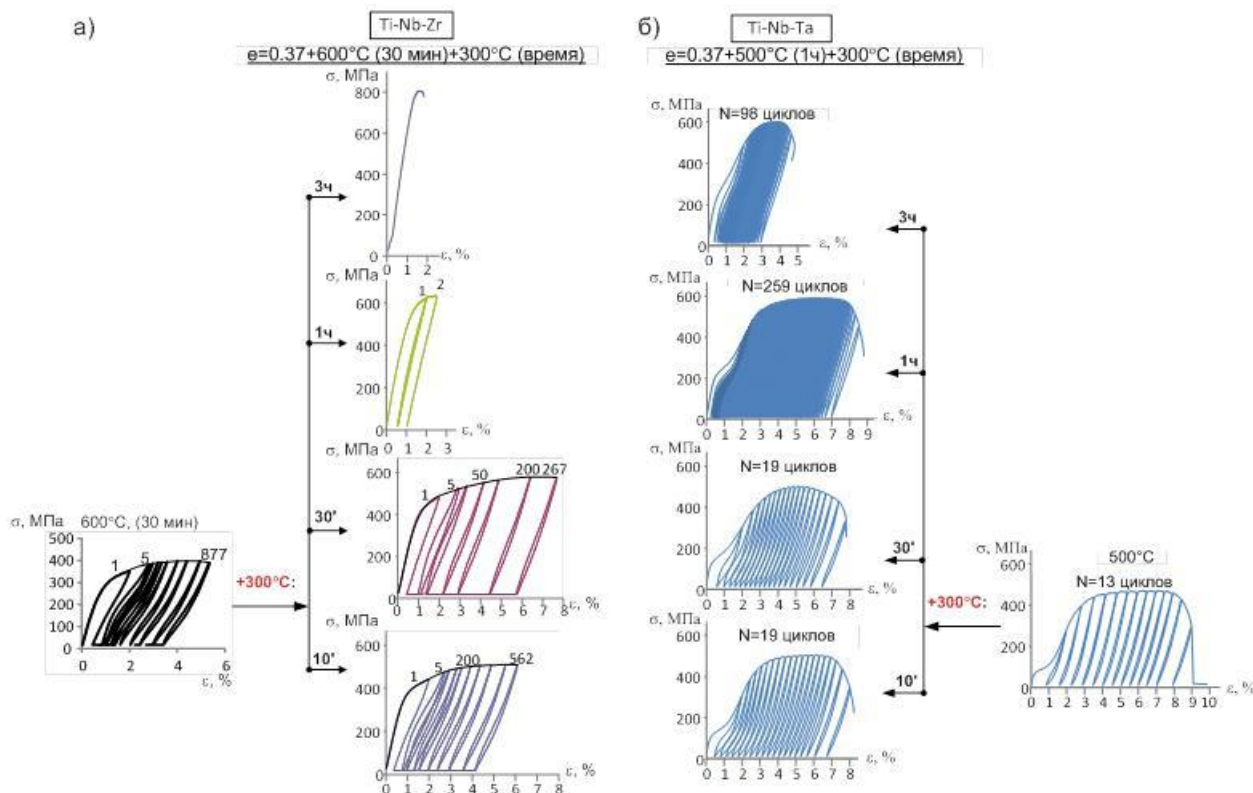 а)
Ti-Nb-Zr
e=0.37+600°C (30 мин)+300°C (время)
σ, МПа
800
600
400
200
0
0 1 2
ε, %
3ч
σ, МПа
1 2
600
400
200
0
0 1 2 3
ε, %
1ч
σ, МПа
600
400
200
0
1 5 50 200 267
0 1 2 3 4 5 6 7 8
ε, %
30'
σ, МПа
600
400
200
0
1 5 200 562
0 1 2 3 4 5 6 7 8
ε, %
10'
σ, МПа 600°C, (30 мин)
500
400
300
200
100
0
1 5 877
0 2 4 6
ε, %
+300°C:
б)
Ti-Nb-Ta
e=0.37+500°C (1ч)+300°C (время)
σ, МПа
N=98 циклов
600
400
200
0
0 1 2 3 4 5
ε, %
3ч
σ, МПа
N=259 циклов
600
400
200
0
0 1 2 3 4 5 6 7 8 9
ε, %
1ч
σ, МПа
N=19 циклов
600
400
200
0
0 1 2 3 4 5 6 7 8
ε, %
30'
σ, МПа
N=19 циклов
600
400
200
0
0 1 2 3 4 5 6 7 8
ε, %
10'
+300°C:
σ, МПа
500°C
N=13 циклов
600
400
200
0
0 1 2 3 4 5 6 7 8 9 10
ε, %